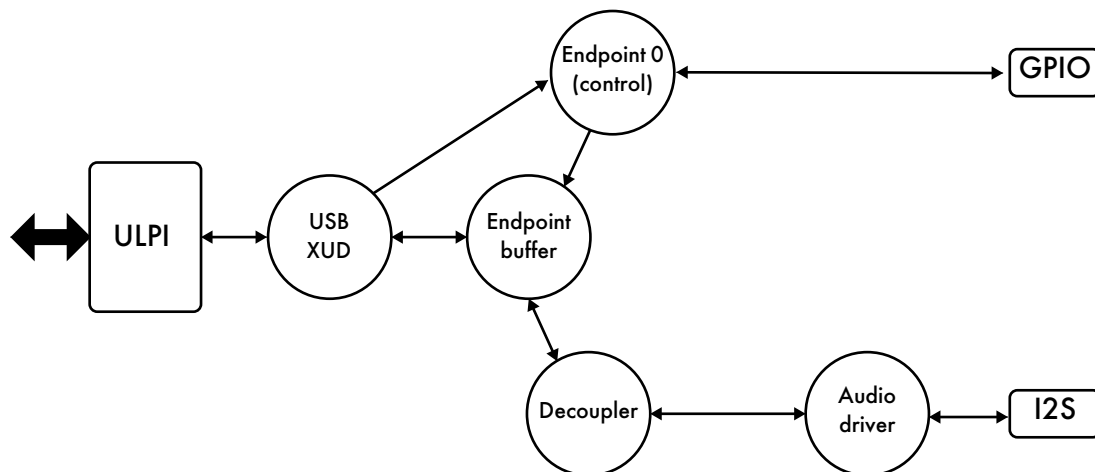 Endpoint 0
(control)
GPIO
ULPI
USB
XUD
Endpoint
buffer
Decoupler
Audio
driver
I2S